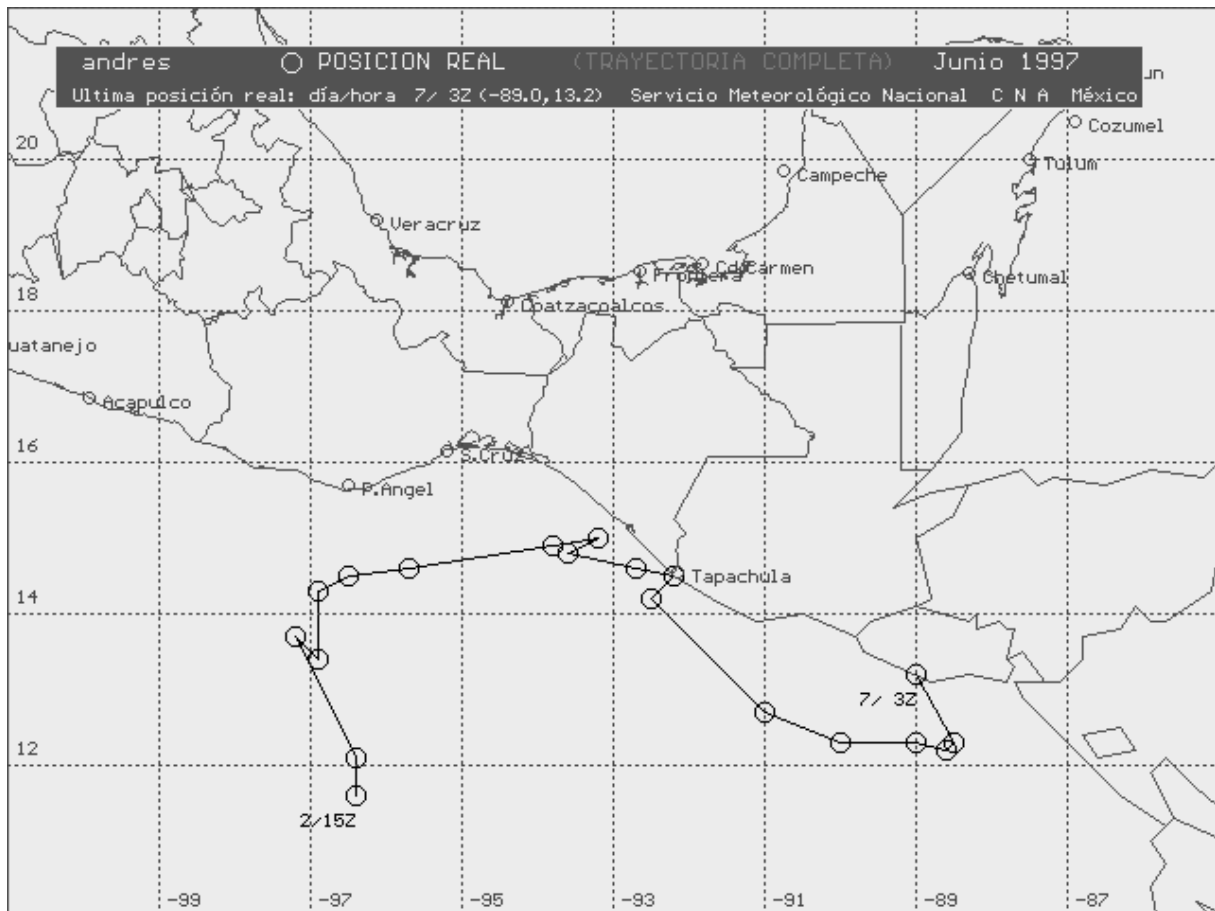 andres POSICION REAL (TRAYECTORIA COMPLETA) Junio 1997
Ultima posición real: día/hora 7/ 3Z (-89.0,13.2) Servicio Meteorológico Nacional C N A México
un
Cozumel
20
Tulum
Campeche
Veracruz
Cd.Carmen
Frontera
Chetumal
18
Coatzacoalcos
uatanejo
Acapulco
16
S.Cruz
P.Angel
Tapachula
14
7/ 3Z
12
2/15Z
-99 -97 -95 -93 -91 -89 -87